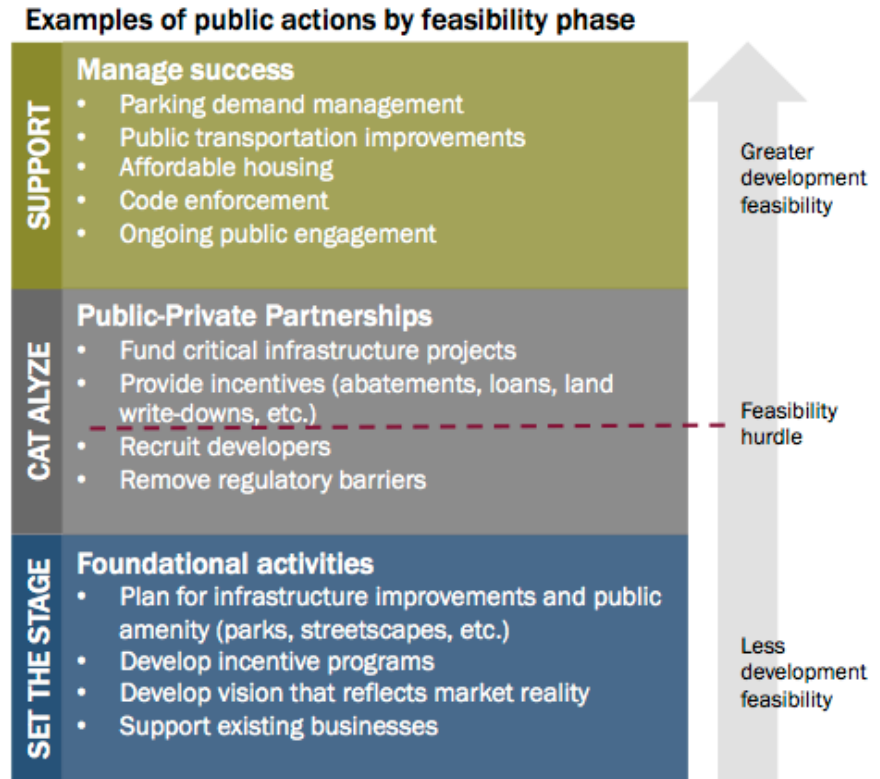 Examples of public actions by feasibility phase
SUPPORT
Manage success
• Parking demand management
• Public transportation improvements
• Affordable housing
• Code enforcement
• Ongoing public engagement
Greater
development
feasibility
CAT ALYZE
Public-Private Partnerships
• Fund critical infrastructure projects
• Provide incentives (abatements, loans, land
write-downs, etc.)
• Recruit developers
• Remove regulatory barriers
Feasibility
hurdle
SET THE STAGE
Foundational activities
• Plan for infrastructure improvements and public
amenity (parks, streetscapes, etc.)
• Develop incentive programs
• Develop vision that reflects market reality
• Support existing businesses
Less
development
feasibility